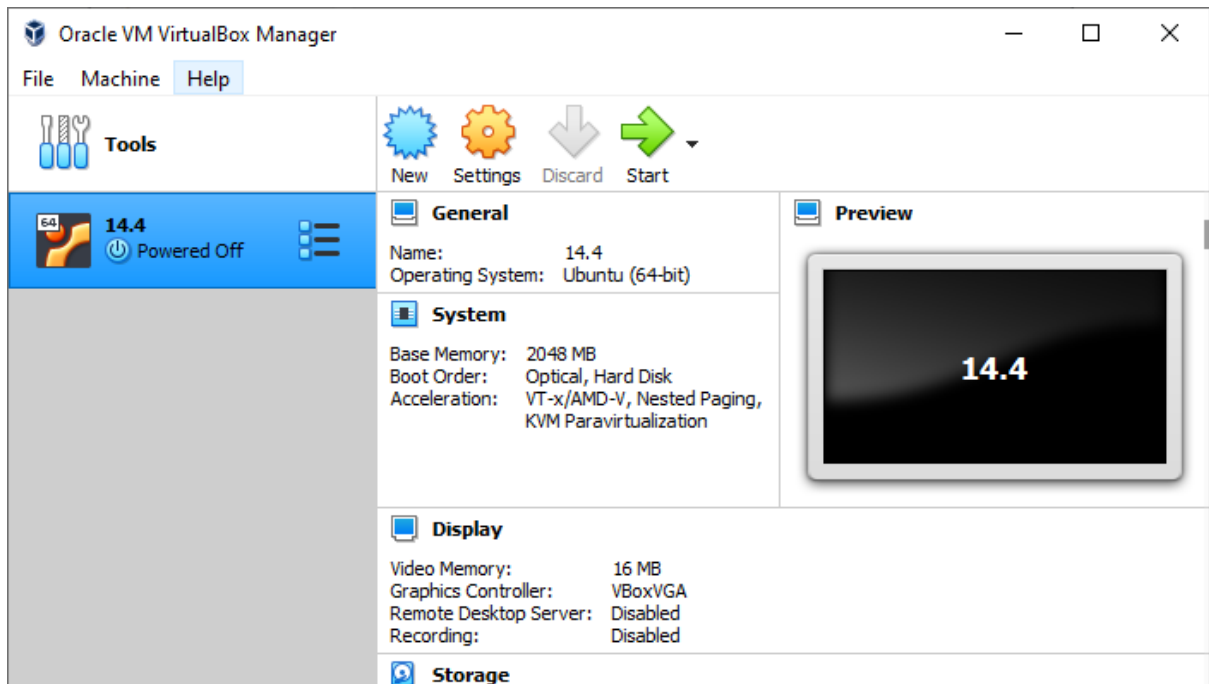 Oracle VM VirtualBox Manager
File Machine Help
Tools
New Settings Discard Start
64
14.4
Powered Off
General
Name: 14.4
Operating System: Ubuntu (64-bit)
System
Base Memory: 2048 MB
Boot Order: Optical, Hard Disk
Acceleration: VT-x/AMD-V, Nested Paging,
KVM Paravirtualization
Preview
14.4
Display
Video Memory: 16 MB
Graphics Controller: VBoxVGA
Remote Desktop Server: Disabled
Recording: Disabled
Storage